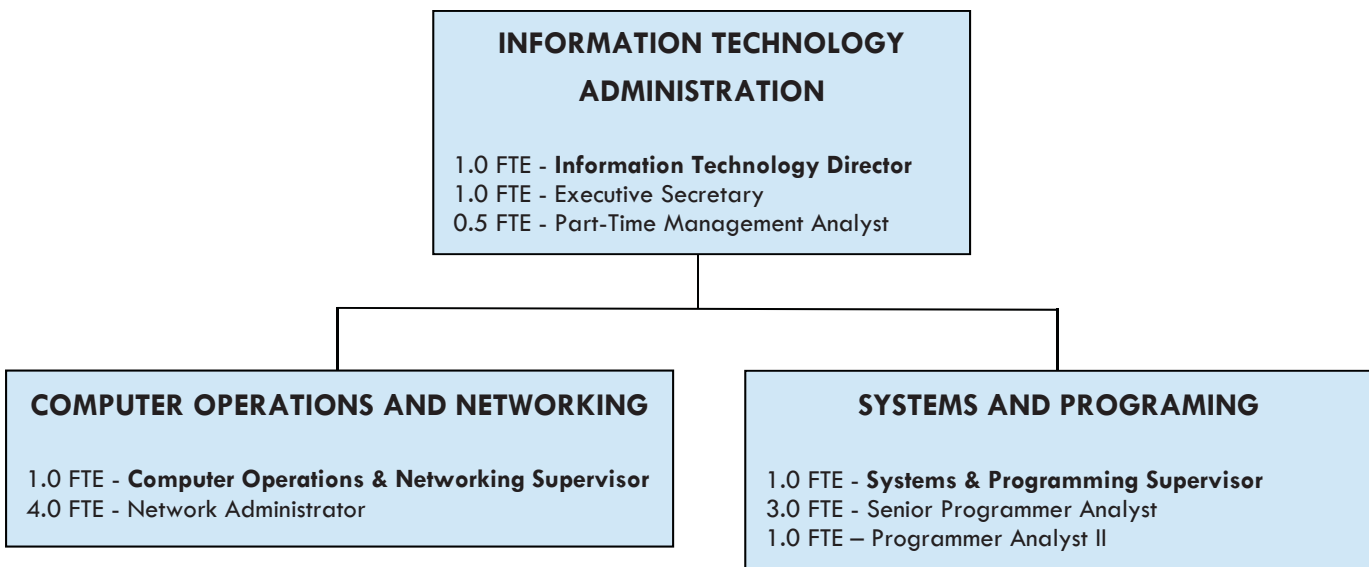 INFORMATION TECHNOLOGY
ADMINISTRATION
1.0 FTE - Information Technology Director
1.0 FTE - Executive Secretary
0.5 FTE - Part-Time Management Analyst
COMPUTER OPERATIONS AND NETWORKING
1.0 FTE - Computer Operations & Networking Supervisor
4.0 FTE - Network Administrator
SYSTEMS AND PROGRAMING
1.0 FTE - Systems & Programming Supervisor
3.0 FTE - Senior Programmer Analyst
1.0 FTE – Programmer Analyst II